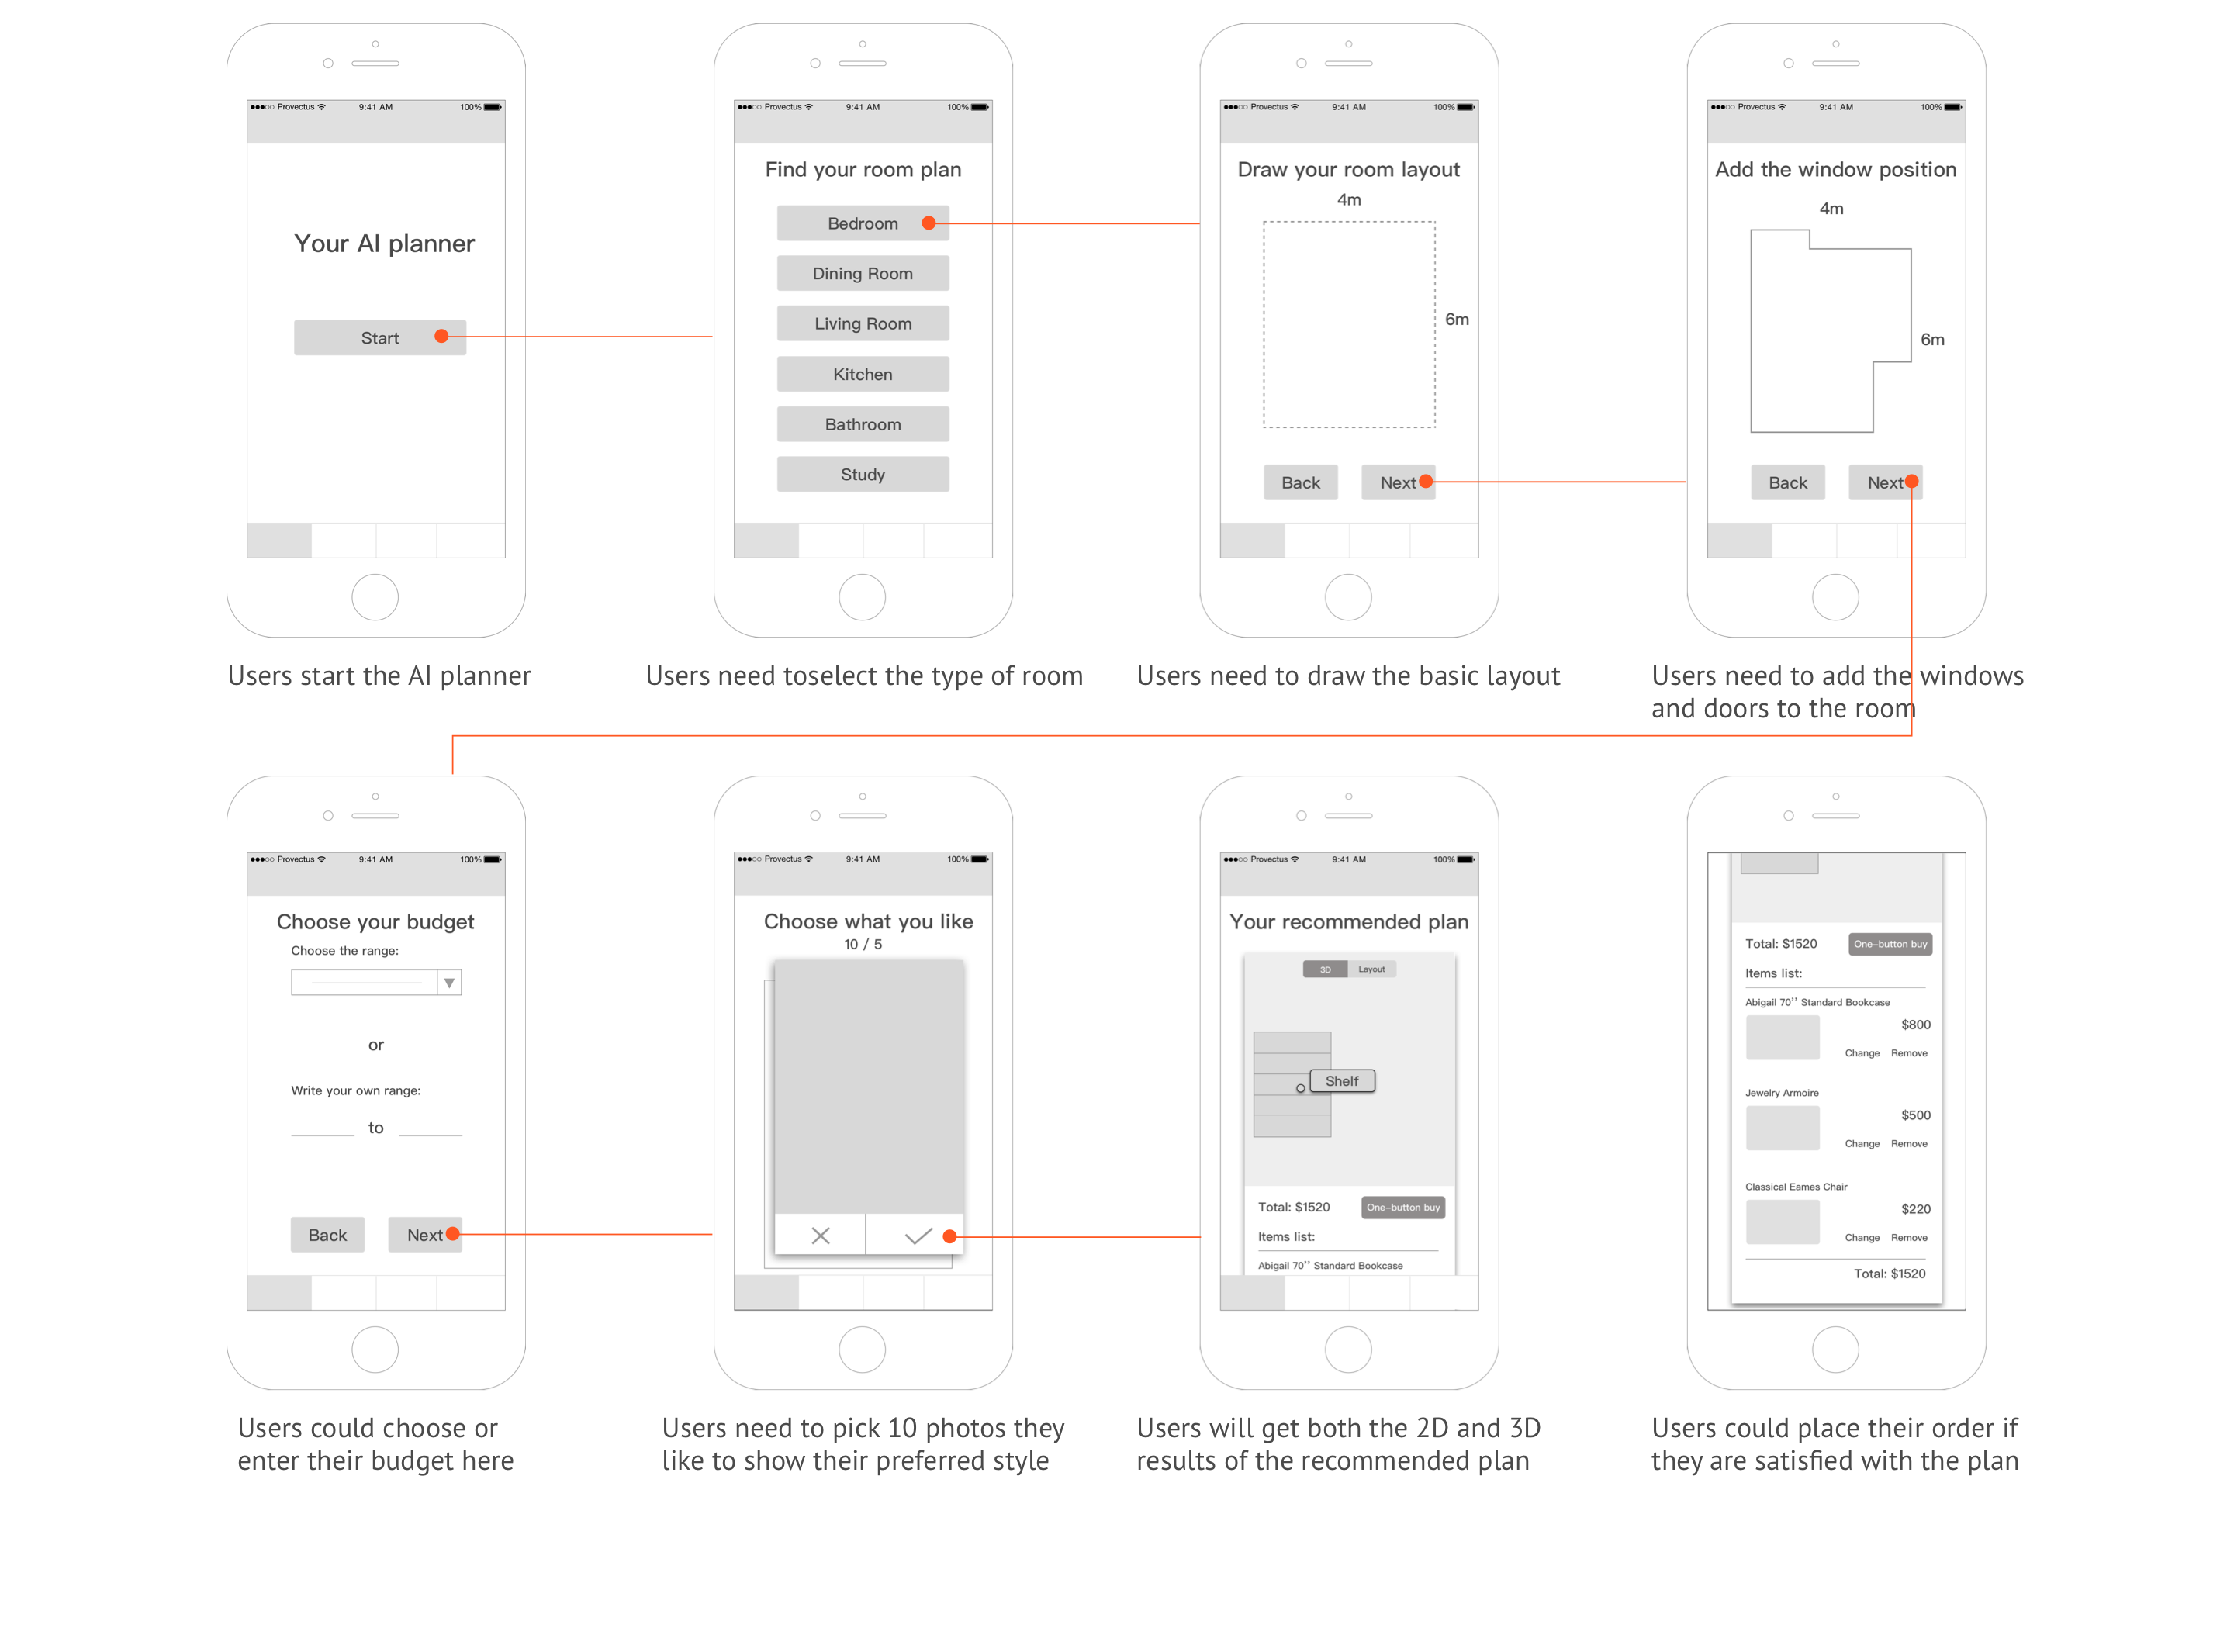 Provectus 9:41 AM 100%
Your AI planner
Start
Users start the AI planner
Provectus 9:41 AM 100%
Find your room plan
Bedroom
Dining Room
Living Room
Kitchen
Bathroom
Study
Users need toselect the type of room
Provectus 9:41 AM 100%
Draw your room layout
4m
6m
Back Next
Users need to draw the basic layout
Provectus 9:41 AM 100%
Add the window position
4m
6m
Back Next
Users need to add the windows
and doors to the room
Provectus 9:41 AM 100%
Choose your budget
Choose the range:
or
Write your own range:
to
Back Next
Users could choose or
enter their budget here
Provectus 9:41 AM 100%
Choose what you like
10 / 5
Users need to pick 10 photos they
like to show their preferred style
Provectus 9:41 AM 100%
Your recommended plan
3D Layout
Shelf
Total: $1520 One-button buy
Items list:
Abigail 70’’ Standard Bookcase
Users will get both the 2D and 3D
results of the recommended plan
Total: $1520 One-button buy
Items list:
Abigail 70’’ Standard Bookcase
$800
Change Remove
Jewelry Armoire
$500
Change Remove
Classical Eames Chair
$220
Change Remove
Total: $1520
Users could place their order if
they are satisfied with the plan